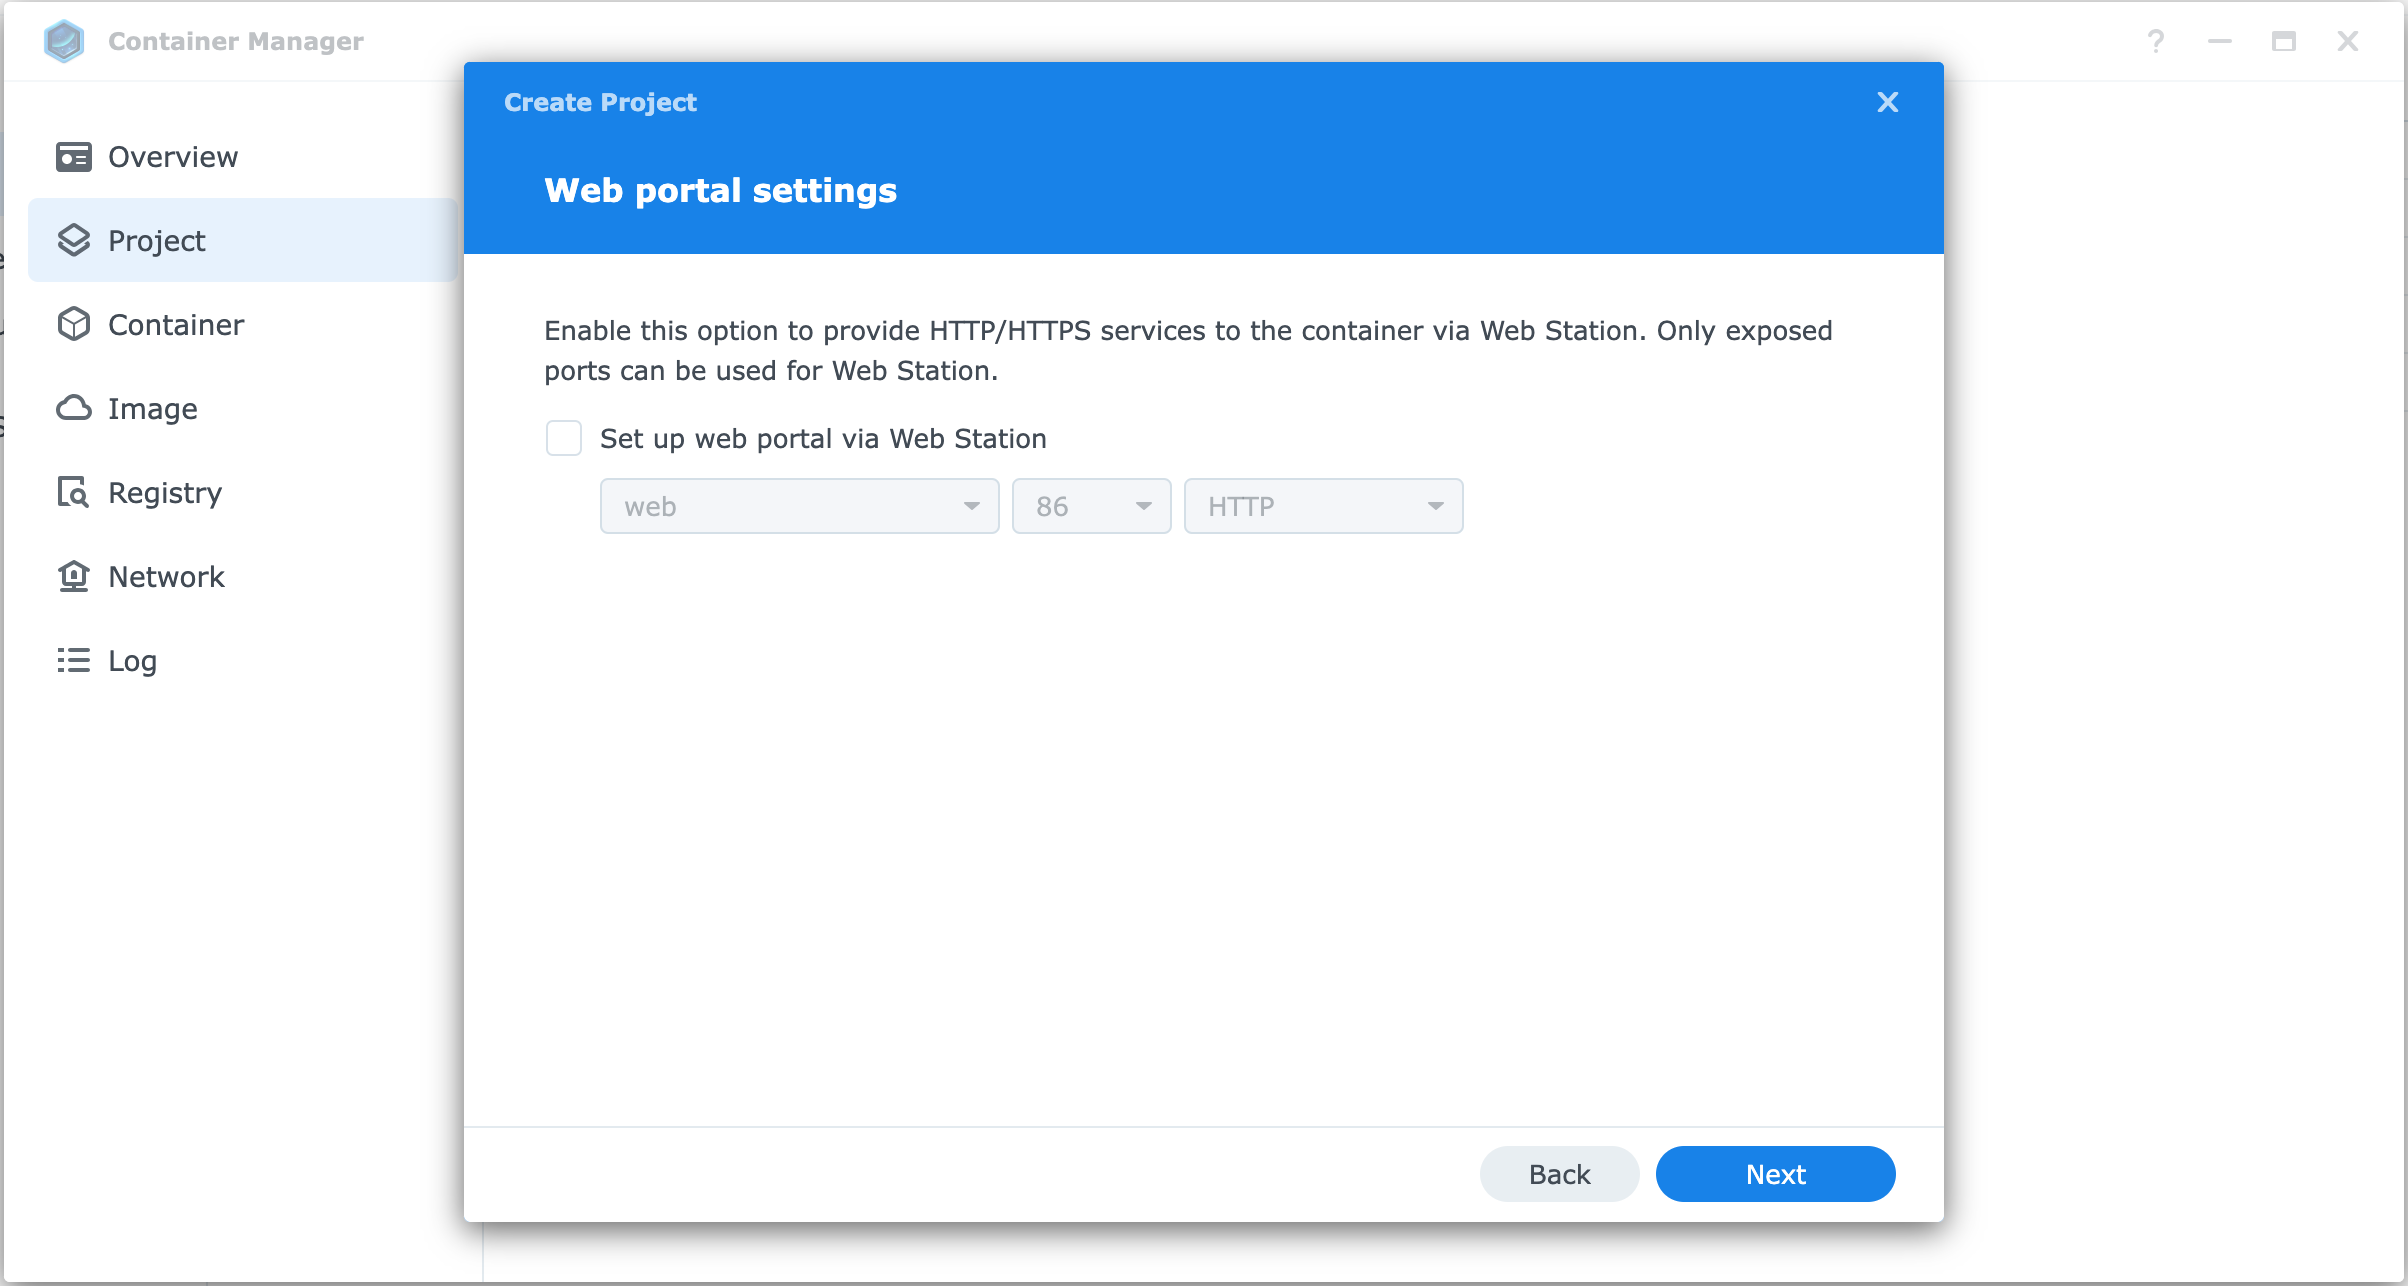 Container Manager
?
Overview
Project
Container
Image
Registry
Network
Log
Create Project
Web portal settings
Enable this option to provide HTTP/HTTPS services to the container via Web Station. Only exposed
ports can be used for Web Station.
Set up web portal via Web Station
web 86 HTTP
Back Next